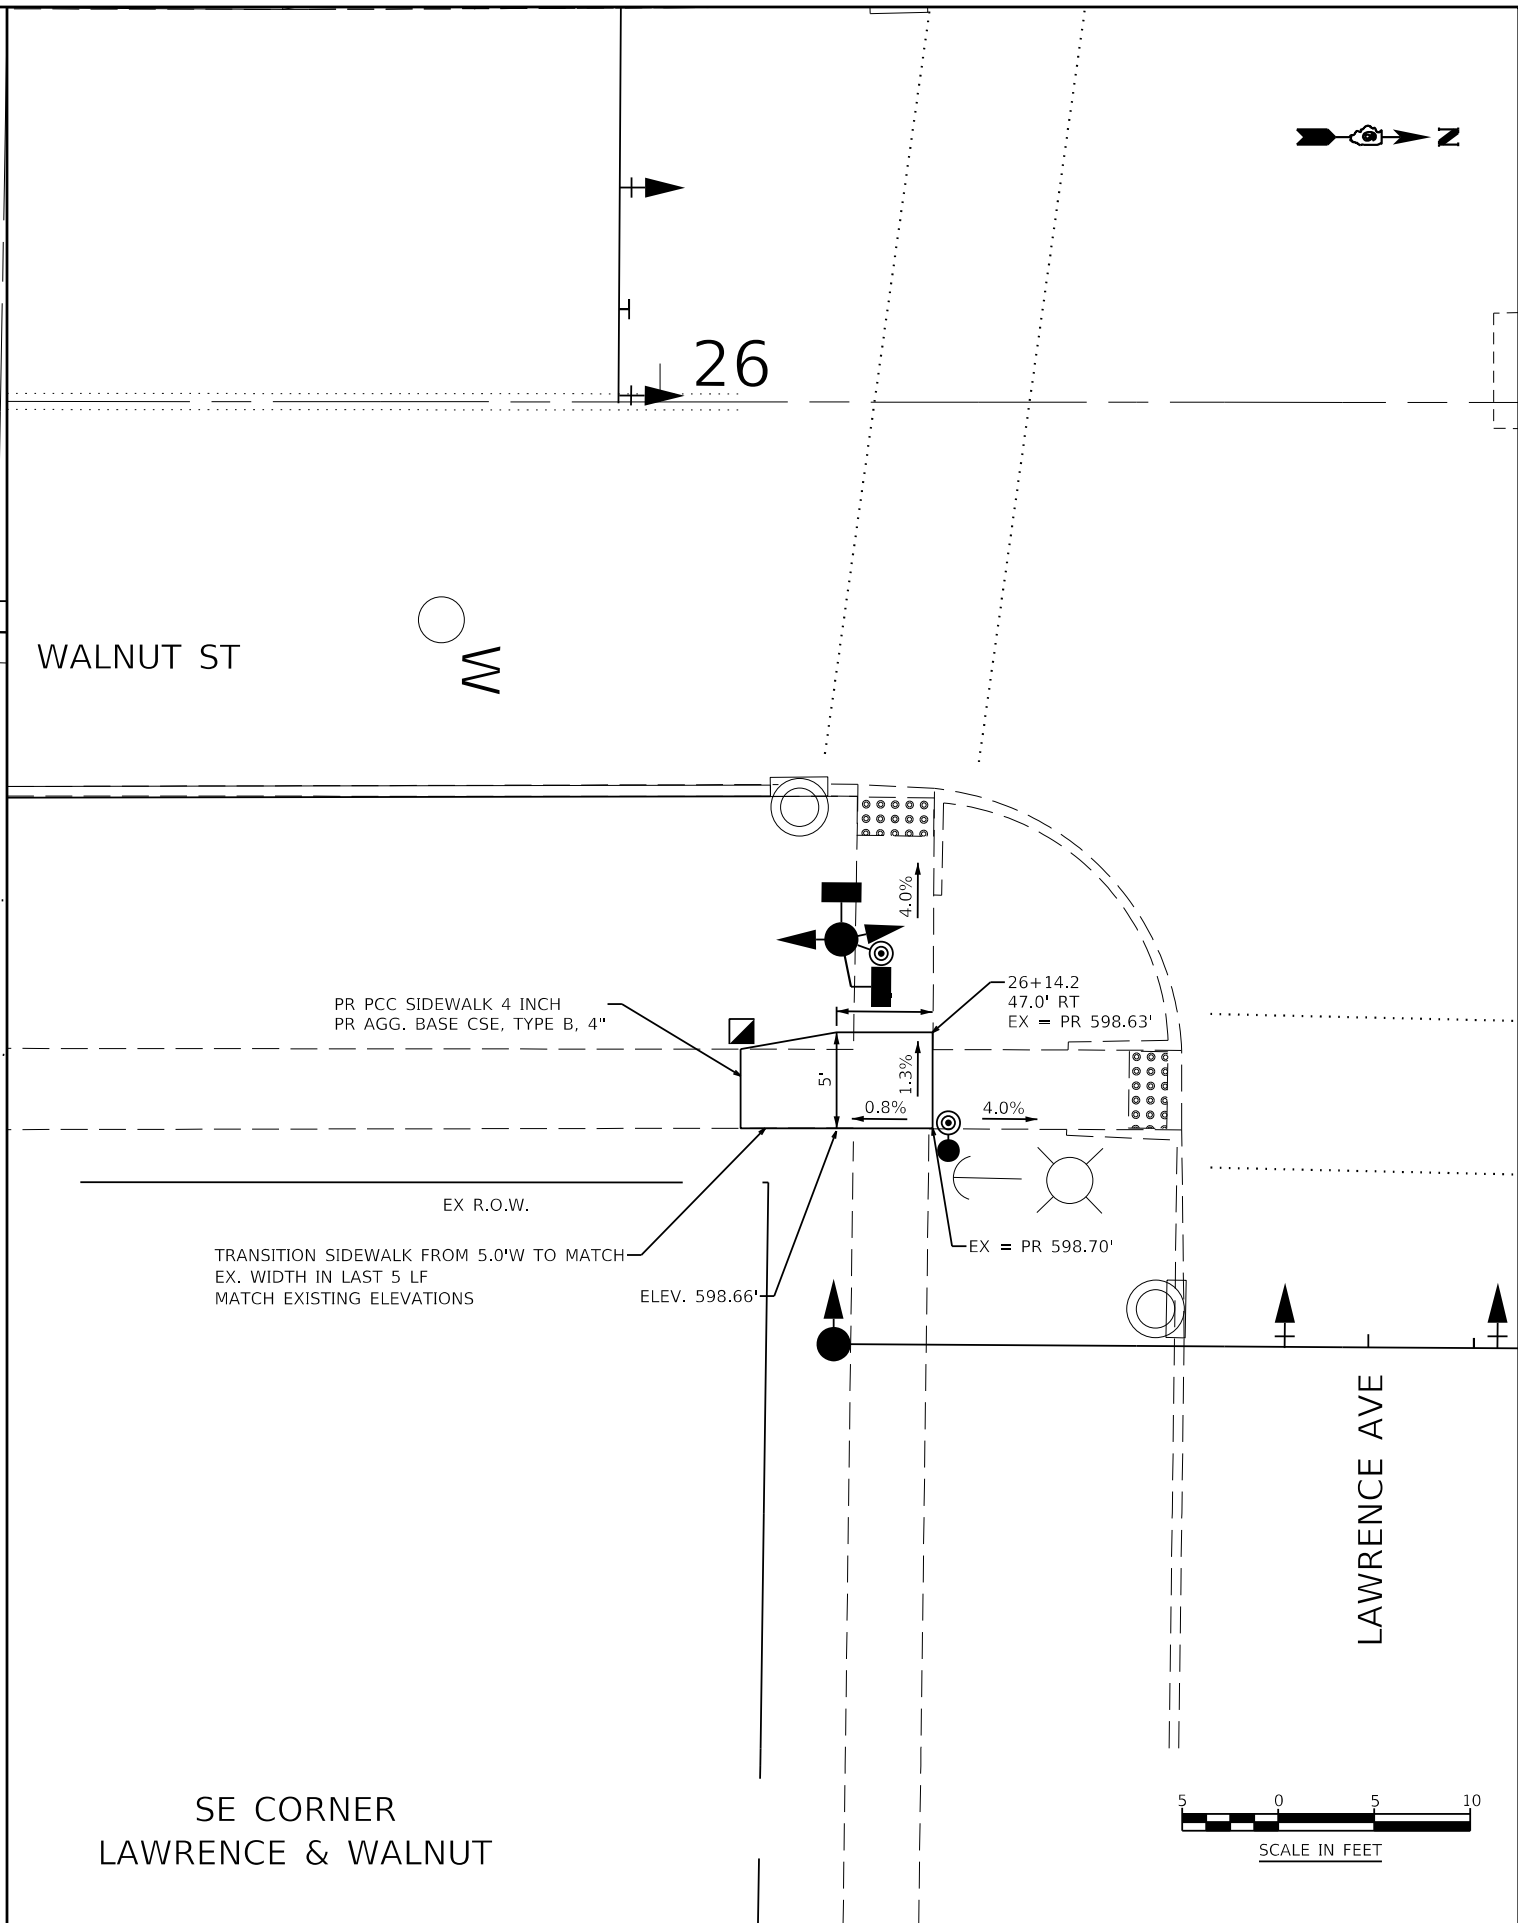 N
26
WALNUT ST
W
4.0%
PR PCC SIDEWALK 4 INCH
PR AGG. BASE CSE, TYPE B, 4"
26+14.2
47.0' RT
EX = PR 598.63'
5'
1.3%
0.8%
4.0%
EX R.O.W.
TRANSITION SIDEWALK FROM 5.0'W TO MATCH
EX. WIDTH IN LAST 5 LF
MATCH EXISTING ELEVATIONS
EX = PR 598.70'
ELEV. 598.66'
LAWRENCE AVE
SE CORNER
LAWRENCE & WALNUT
5 0 5 10
SCALE IN FEET